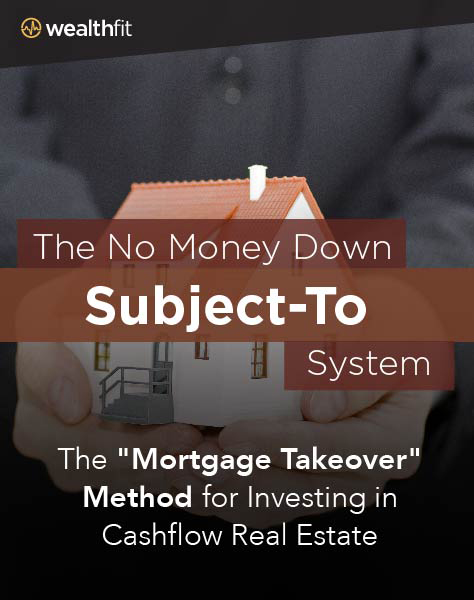 wealthfit
The No Money Down
Subject-To
System
The "Mortgage Takeover"
Method for Investing in
Cashflow Real Estate